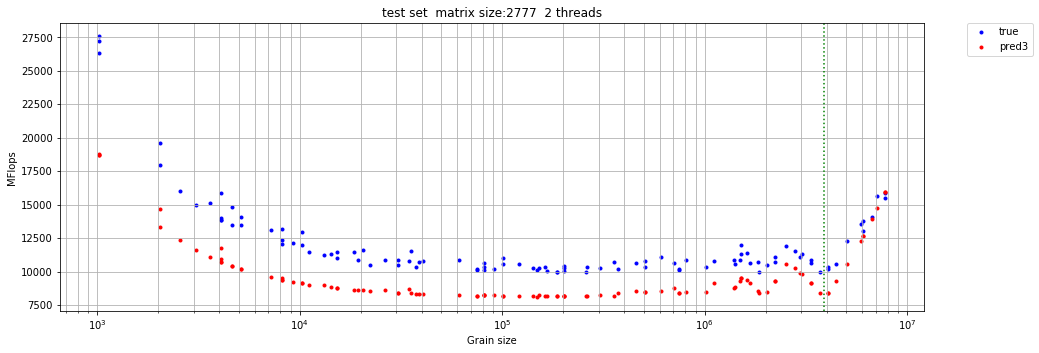 test set matrix size:2777 2 threads
true
pred3
27500
25000
22500
20000
17500
15000
12500
10000
7500
MFlops
10³
10⁴
10⁵
10⁶
10⁷
Grain size